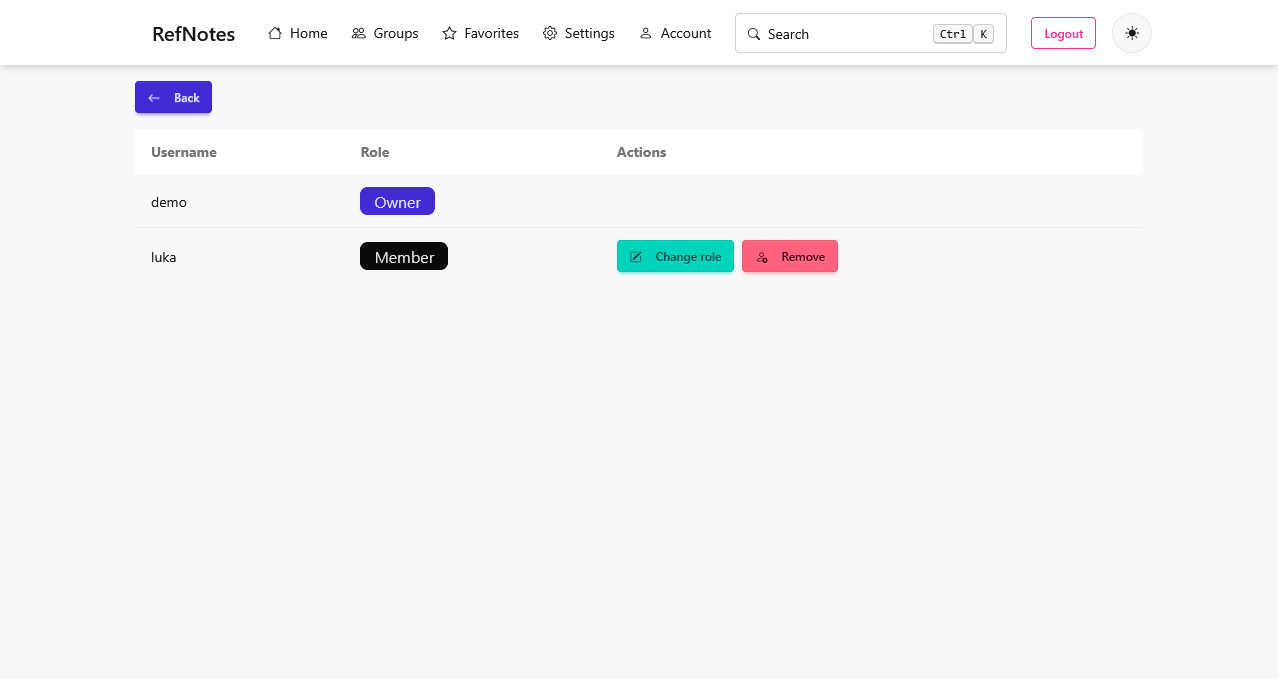 RefNotes Home Groups Favorites Settings Account Search Ctrl K Logout
Back
Username Role Actions
demo Owner
luka Member Change role Remove